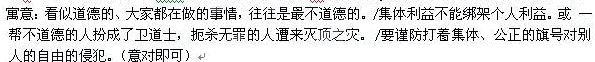 寓意：看似道德的、大家都在做的事情，往往是最不道德的。/集体利益不能绑架个人利益。或 一
帮不道德的人扮成了卫道士，扼杀无罪的人遭来灭顶之灾。/要谨防打着集体、公正的旗号对别
人的自由的侵犯。（意对即可）